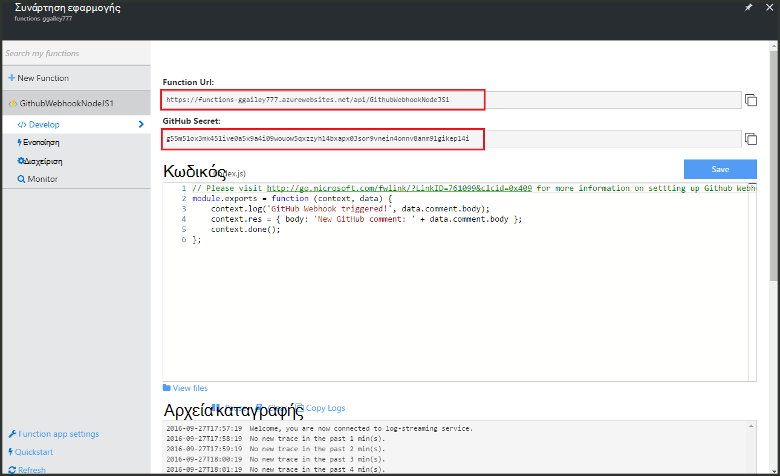 Συνάρτηση εφαρμογής
functions-ggailey777
Search my functions
New Function
GithubWebhookNodeJS1
Develop
Ενοποίηση
Διαχείριση
Monitor
Function app settings
Quickstart
Refresh
Function Url:
https://functions-ggailey777.azurewebsites.net/api/GithubWebhookNodeJS1
GitHub Secret:
Κωδικός
Save
1 // Please visit http://go.microsoft.com/fwlink/?LinkID=761099&clcid=0x409 for more information on settting up Github Webh
2 module.exports = function (context, data) {
3 context.log('GitHub Webhook triggered!', data.comment.body);
4 context.res = { body: 'New GitHub comment: ' + data.comment.body };
5 context.done();
6 };
View files
Αρχεία καταγραφής
Copy Logs
2016-09-27T17:57:19 Welcome, you are now connected to log-streaming service.
2016-09-27T17:58:19 No new trace in the past 1 min(s).
2016-09-27T17:59:19 No new trace in the past 2 min(s).
2016-09-27T18:00:19 No new trace in the past 3 min(s).
2016-09-27T18:01:19 No new trace in the past 4 min(s).